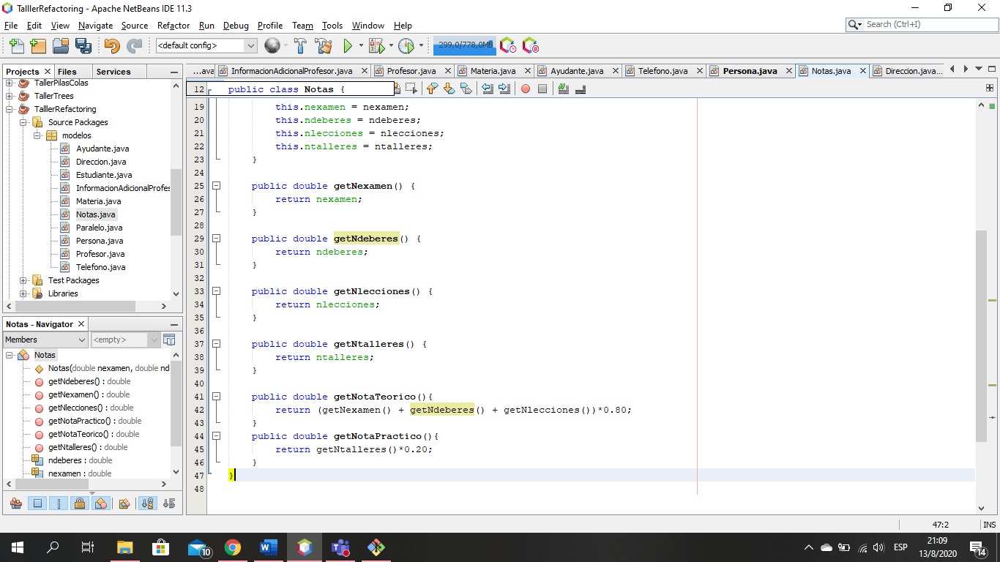 TalllerRefactoring - Apache NetBeans IDE 11.3
File Edit View Navigate Source Refactor Run Debug Profile Team Tools Window Help
Search (Ctrl+I)
<default config>
299,0/778,0MB
Projects Files Services
TallerPilasColas
TallerTrees
TalllerRefactoring
Source Packages
modelos
Ayudante.java
Direccion.java
Estudiante.java
InformacionAdicionalProfes
Materia.java
Notas.java
Paralelo.java
Persona.java
Profesor.java
Telefono.java
Test Packages
Libraries
Notas - Navigator
Members
<empty>
Notas
Notas(double nexamen, double nd
getNdeberes() : double
getNexamen() : double
getNlecciones() : double
getNotaPractico() : double
getNotaTeorico() : double
getNtalleres() : double
ndeberes : double
nexamen : double
...ava InformacionAdicionalProfesor.java Profesor.java Materia.java Ayudante.java Telefono.java Persona.java Notas.java Direccion.java...
12 public class Notas {
19 this.nexamen = nexamen;
20 this.ndeberes = ndeberes;
21 this.nlecciones = nlecciones;
22 this.ntalleres = ntalleres;
23 }
24
25 public double getNexamen() {
26 return nexamen;
27 }
28
29 public double getNdeberes() {
30 return ndeberes;
31 }
32
33 public double getNlecciones() {
34 return nlecciones;
35 }
36
37 public double getNtalleres() {
38 return ntalleres;
39 }
40
41 public double getNotaTeorico(){
42 return (getNexamen() + getNdeberes() + getNlecciones())*0.80;
43 }
44 public double getNotaPractico(){
45 return getNtalleres()*0.20;
46 }
47 }
48
47:2 INS
10
ESP
21:09
13/8/2020
14